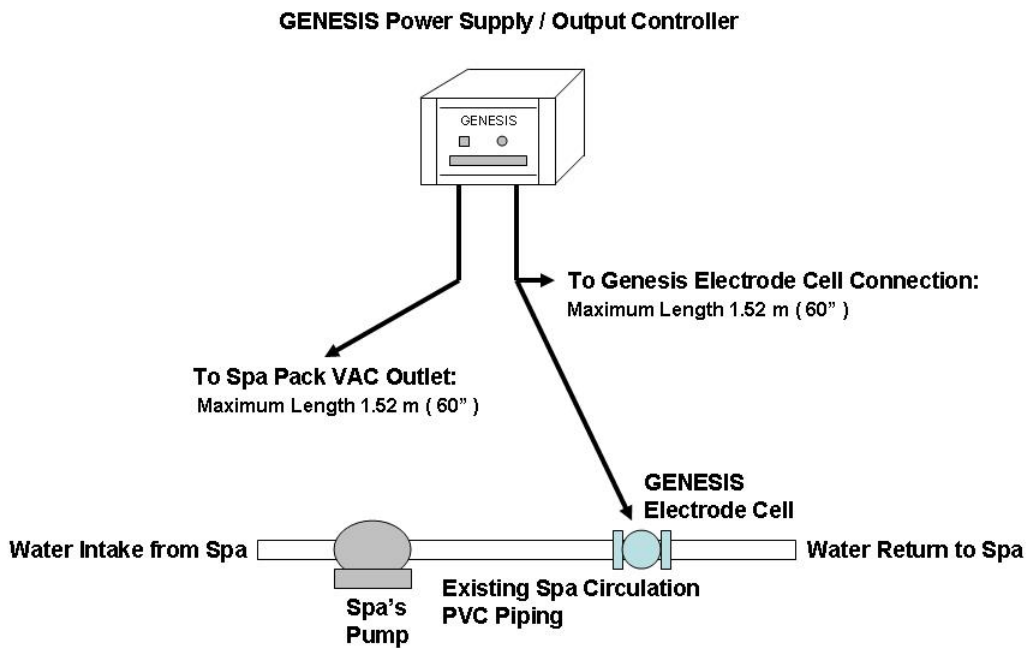 GENESIS Power Supply / Output Controller
GENESIS
To Genesis Electrode Cell Connection:
Maximum Length 1.52 m ( 60” )
To Spa Pack VAC Outlet:
Maximum Length 1.52 m ( 60” )
GENESIS
Electrode Cell
Water Intake from Spa
Water Return to Spa
Existing Spa Circulation
PVC Piping
Spa’s
Pump